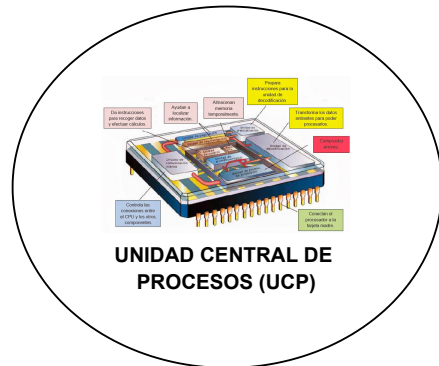 Prepara
instrucciones para la
unidad de
decodificación
Almacenan
memoria
temporalmente.
Ayudan a
localizar
información.
Da instrucciones
para recoger datos
y efectuar cálculos.
Transforma los datos
entrantes para poder
procesarlos.
Controla las
conexiones entre
el CPU y los otros
componentes.
Conectan el
procesador a la
tarjeta madre.
UNIDAD CENTRAL DE
PROCESOS (UCP)